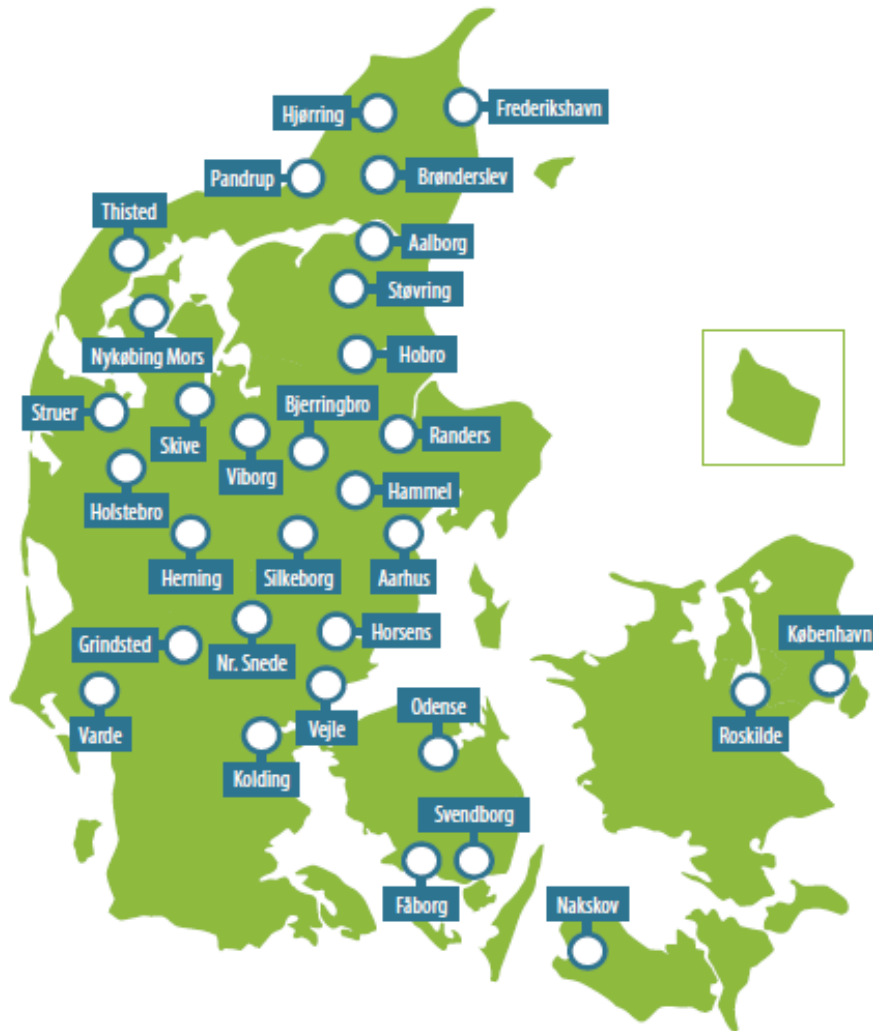 Hjørring
Frederikshavn
Pandrup
Brønderslev
Thisted
Aalborg
Støvring
Nykøbing Mors
Hobro
Struer
Skive
Bjerringbro
Viborg
Randers
Hammel
Holstebro
Herning
Silkeborg
Aarhus
Grindsted
Nr. Snede
Horsens
København
Varde
Vejle
Odense
Roskilde
Kolding
Svendborg
Fåborg
Nakskov